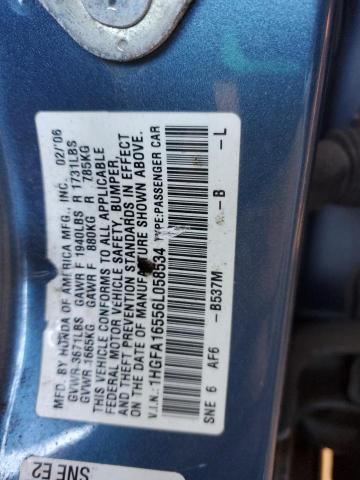 MFD. BY HONDA OF AMERICA MFG., INC. 02/'06
GVWR 3671LBS GAWR F 1940LBS R 1731LBS
GVWR 1665KG GAWR F 880KG R 785KG
THIS VEHICLE CONFORMS TO ALL APPLICABLE
FEDERAL MOTOR VEHICLE SAFETY, BUMPER,
AND THEFT PREVENTION STANDARDS IN EFFECT
ON THE DATE OF MANUFACTURE SHOWN ABOVE.
V.I.N.: 1HGFA16556L058534 TYPE:PASSENGER CAR
SNE 6 AF6 -B537M -B -L
SNE E2